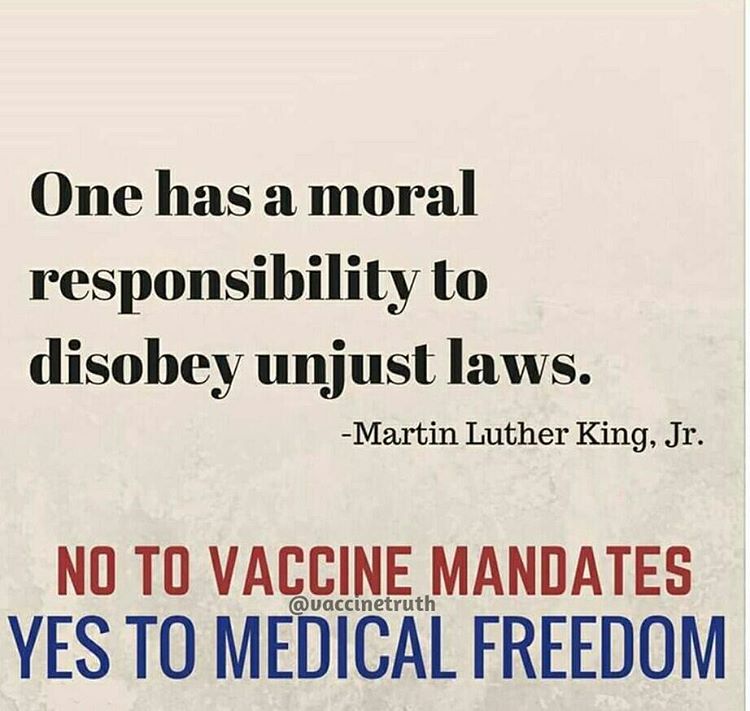 One has a moral
responsibility to
disobey unjust laws.
-Martin Luther King, Jr.
NO TO VACCINE MANDATES
@vaccinetruth
YES TO MEDICAL FREEDOM